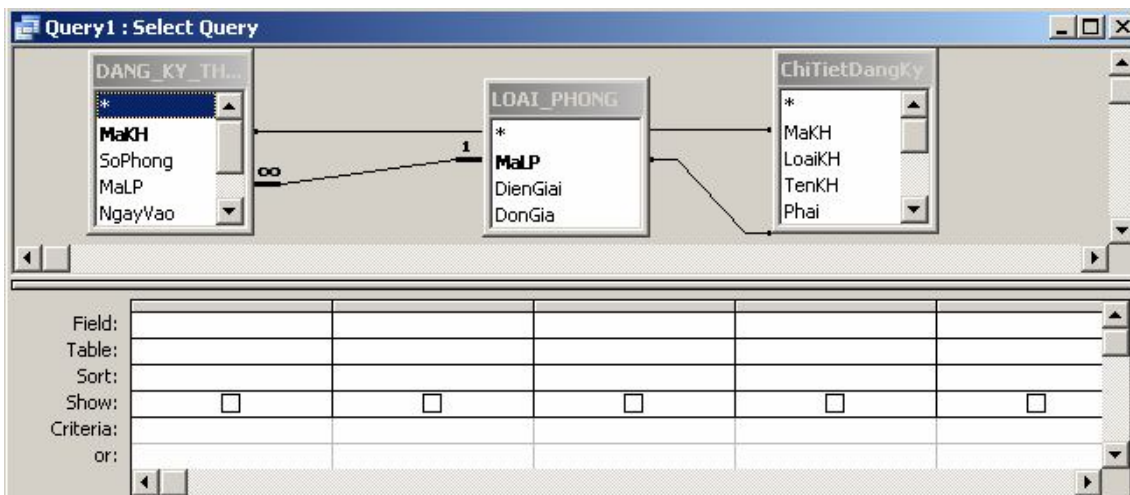 Query1 : Select Query
DANG_KY_TH...
*
MaKH
SoPhong
MaLP
NgayVao
∞
1
LOAI_PHONG
*
MaLP
DienGiai
DonGia
ChiTietDangKy
*
MaKH
LoaiKH
TenKH
Phai
Field:
Table:
Sort:
Show:
Criteria:
or: